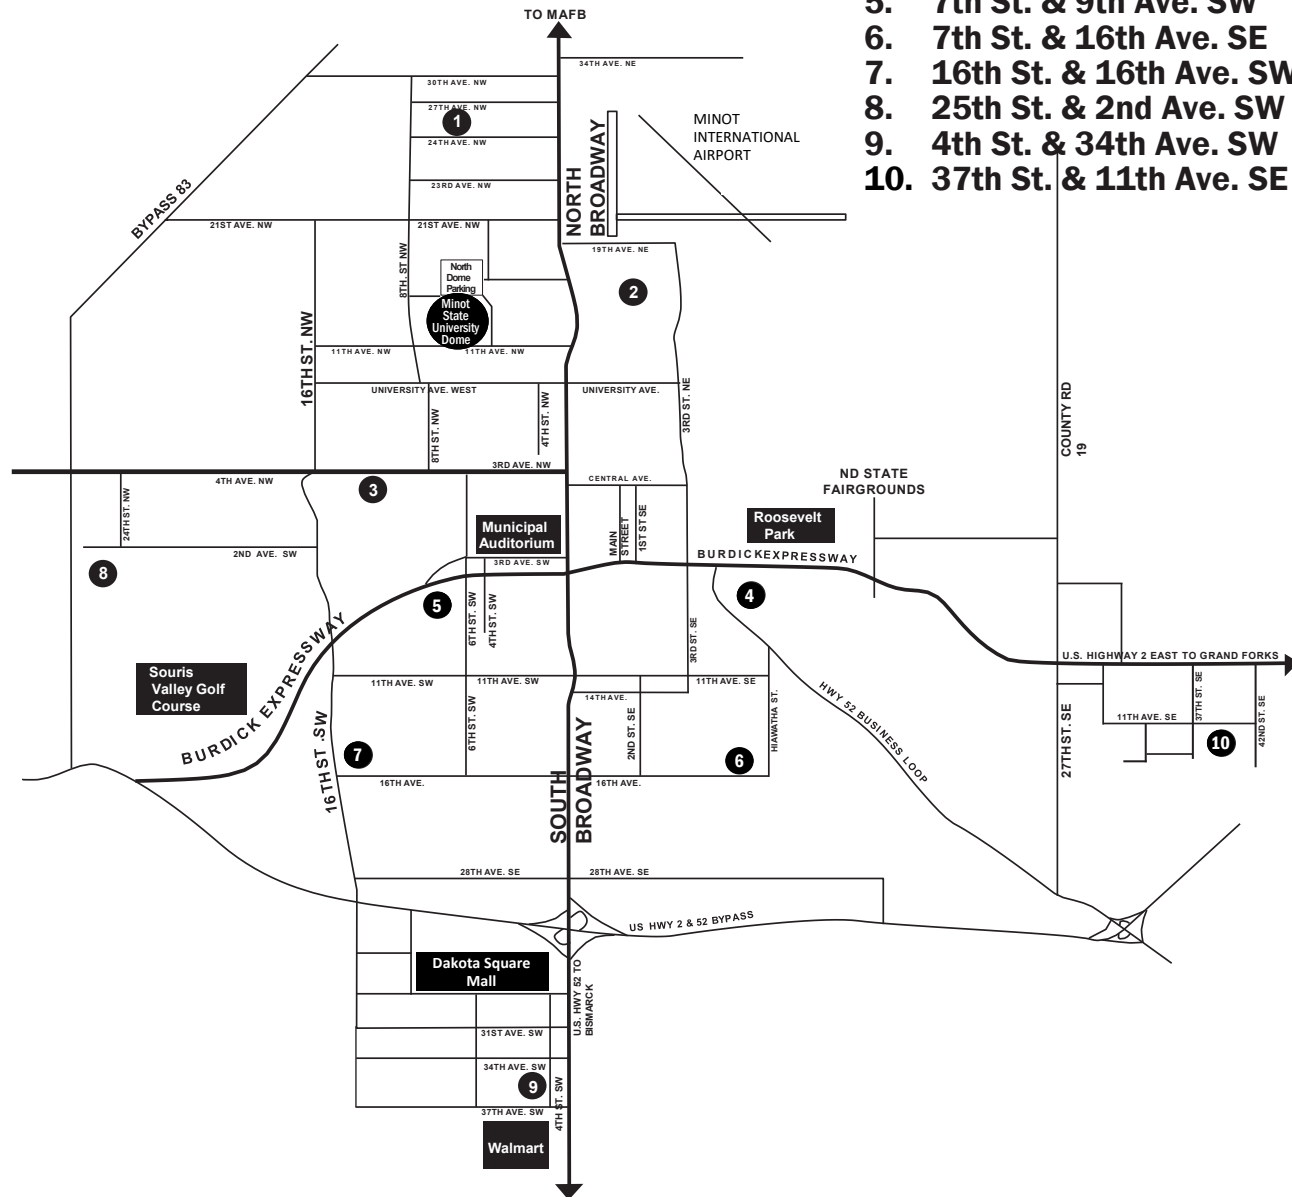 TO MAFB
5. 7th St. & 9th Ave. SW
6. 7th St. & 16th Ave. SE
7. 16th St. & 16th Ave. SW
8. 25th St. & 2nd Ave. SW
9. 4th St. & 34th Ave. SW
10. 37th St. & 11th Ave. SE
34TH AVE. NE
30TH AVE. NW
27TH AVE. NW
1
24TH AVE. NW
23RD AVE. NW
MINOT
INTERNATIONAL
AIRPORT
NORTH
BROADWAY
BYPASS 83
21ST AVE. NW
21ST AVE. NW
19TH AVE. NE
8TH. ST NW
North
Dome
Parking
2
Minot
State
University
Dome
16TH ST. NW
11TH AVE. NW
11TH AVE. NW
UNIVERSITY AVE. WEST
UNIVERSITY AVE.
3RD ST. NE
8TH ST. NW
4TH ST. NW
COUNTY RD
19
3RD AVE. NW
4TH AVE. NW
CENTRAL AVE.
3
ND STATE
FAIRGROUNDS
24TH ST. NW
Municipal
Auditorium
MAIN
STREET
1ST ST SE
Roosevelt
Park
2ND AVE. SW
3RD AVE. SW
BURDICKEXPRESSWAY
8
5
4
6TH ST. SW
4TH ST. SW
3RD ST. SE
U.S. HIGHWAY 2 EAST TO GRAND FORKS
Souris
Valley Golf
Course
BURDICK EXPRESSWAY
11TH AVE. SW
11TH AVE. SW
11TH AVE. SE
14TH AVE.
HWY 52 BUSINESS LOOP
37TH ST. SE
42ND ST. SE
11TH AVE. SE
16TH ST .SW
6TH ST. SW
2ND ST. SE
HIAWATHA ST.
27TH ST. SE
7
6
10
16TH AVE.
16TH AVE.
SOUTH
BROADWAY
28TH AVE. SE
28TH AVE. SE
US HWY 2 & 52 BYPASS
Dakota Square
Mall
U.S. HWY 52 TO
BISMARCK
31ST AVE. SW
34TH AVE. SW
9
4TH ST. SW
37TH AVE. SW
Walmart